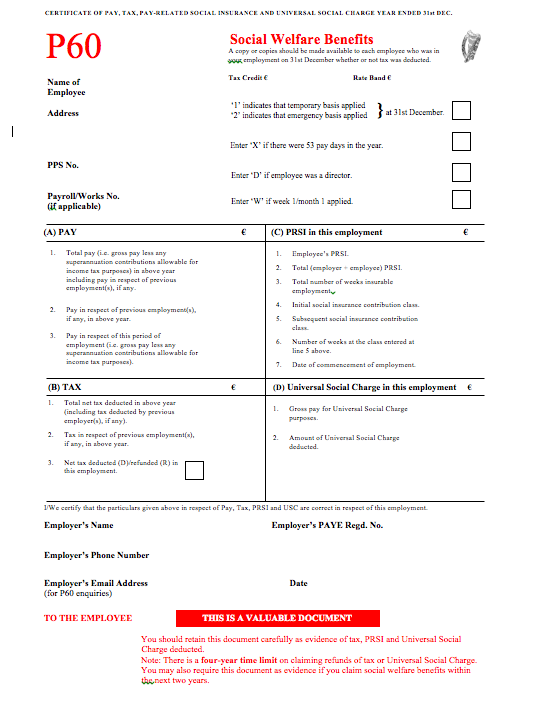 CERTIFICATE OF PAY, TAX, PAY-RELATED SOCIAL INSURANCE AND UNIVERSAL SOCIAL CHARGE YEAR ENDED 31st DEC.
P60
Social Welfare Benefits
A copy or copies should be made available to each employee who was in
your employment on 31st December whether or not tax was deducted.
Tax Credit € Rate Band €
Name of
Employee
Address
'1' indicates that temporary basis applied
'2' indicates that emergency basis applied
} at 31st December.
Enter 'X' if there were 53 pay days in the year.
PPS No.
Enter 'D' if employee was a director.
Payroll/Works No.
(if applicable)
Enter 'W' if week 1/month 1 applied.
(A) PAY €
1. Total pay (i.e. gross pay less any
superannuation contributions allowable for
income tax purposes) in above year
including pay in respect of previous
employment(s), if any.
2. Pay in respect of previous employment(s),
if any, in above year.
3. Pay in respect of this period of
employment (i.e. gross pay less any
superannuation contributions allowable for
income tax purposes).
(C) PRSI in this employment €
1. Employee's PRSI.
2. Total (employer + employee) PRSI.
3. Total number of weeks insurable
employment.
4. Initial social insurance contribution class.
5. Subsequent social insurance contribution
class.
6. Number of weeks at the class entered at
line 5 above.
7. Date of commencement of employment.
(B) TAX €
1. Total net tax deducted in above year
(including tax deducted by previous
employer(s), if any).
2. Tax in respect of previous employment(s),
if any, in above year.
3. Net tax deducted (D)/refunded (R) in
this employment.
(D) Universal Social Charge in this employment €
1. Gross pay for Universal Social Charge
purposes.
2. Amount of Universal Social Charge
deducted.
I/We certify that the particulars given above in respect of Pay, Tax, PRSI and USC are correct in respect of this employment.
Employer's Name Employer's PAYE Regd. No.
Employer's Phone Number
Employer's Email Address Date
(for P60 enquiries)
TO THE EMPLOYEE THIS IS A VALUABLE DOCUMENT
You should retain this document carefully as evidence of tax, PRSI and Universal Social
Charge deducted.
Note: There is a four-year time limit on claiming refunds of tax or Universal Social Charge.
You may also require this document as evidence if you claim social welfare benefits within
the next two years.